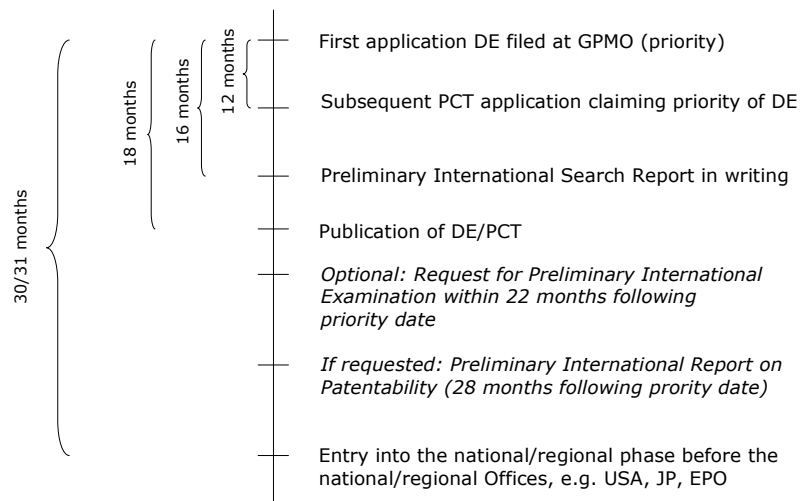 First application DE filed at GPMO (priority)
12 months
Subsequent PCT application claiming priority of DE
16 months
18 months
Preliminary International Search Report in writing
Publication of DE/PCT
30/31 months
Optional: Request for Preliminary International
Examination within 22 months following
priority date
If requested: Preliminary International Report on
Patentability (28 months following prority date)
Entry into the national/regional phase before the
national/regional Offices, e.g. USA, JP, EPO